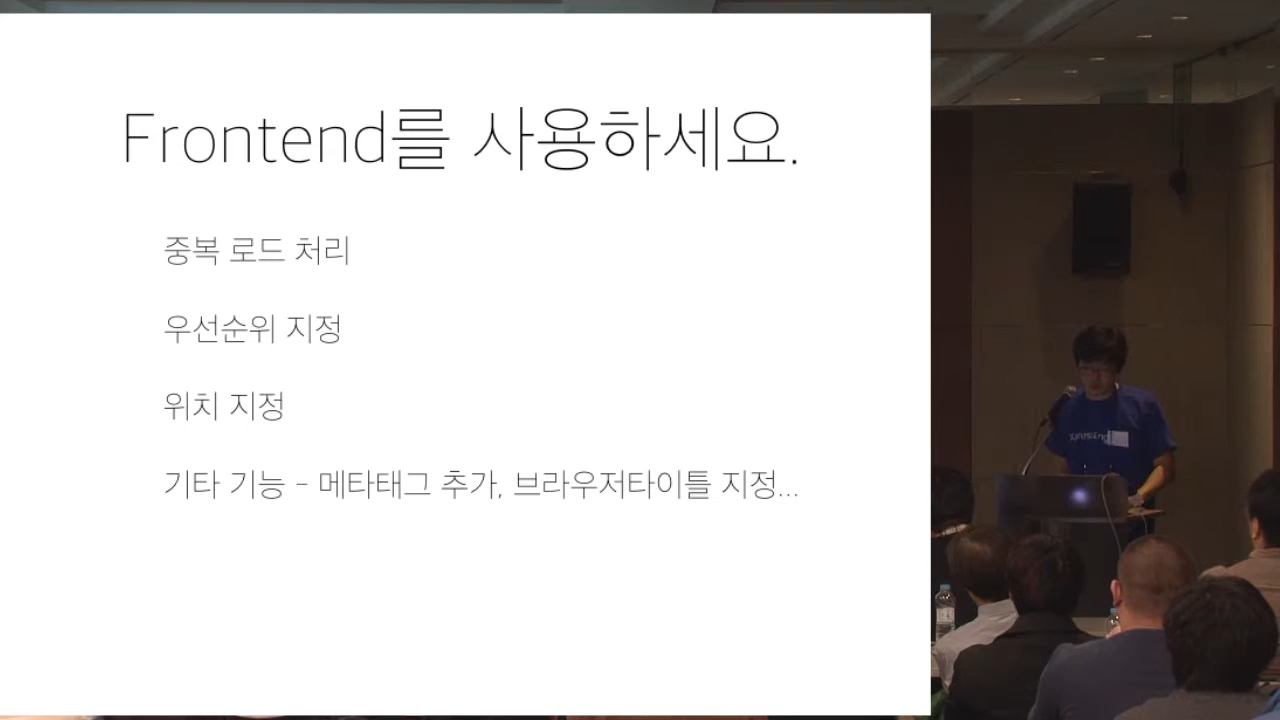 Frontend를 사용하세요.
중복 로드 처리
우선순위 지정
위치 지정
기타 기능 - 메타태그 추가, 브라우저타이틀 지정...